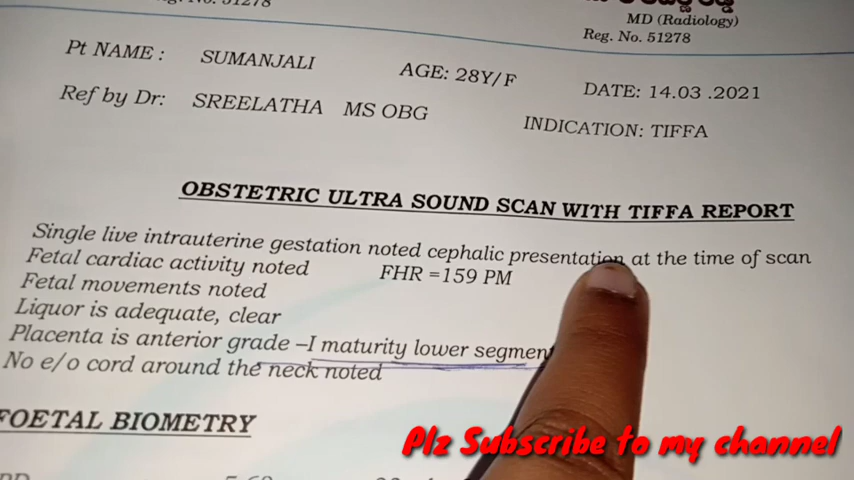 Reg. No. 51278
MD (Radiology)
Reg. No. 51278
Pt NAME : SUMANJALI AGE: 28Y/F DATE: 14.03 .2021
Ref by Dr: SREELATHA MS OBG INDICATION: TIFFA
OBSTETRIC ULTRA SOUND SCAN WITH TIFFA REPORT
Single live intrauterine gestation noted cephalic presentation at the time of scan
Fetal cardiac activity noted FHR =159 PM
Fetal movements noted
Liquor is adequate, clear
Placenta is anterior grade –I maturity lower segment
No e/o cord around the neck noted
FOETAL BIOMETRY
Plz Subscribe to my channel